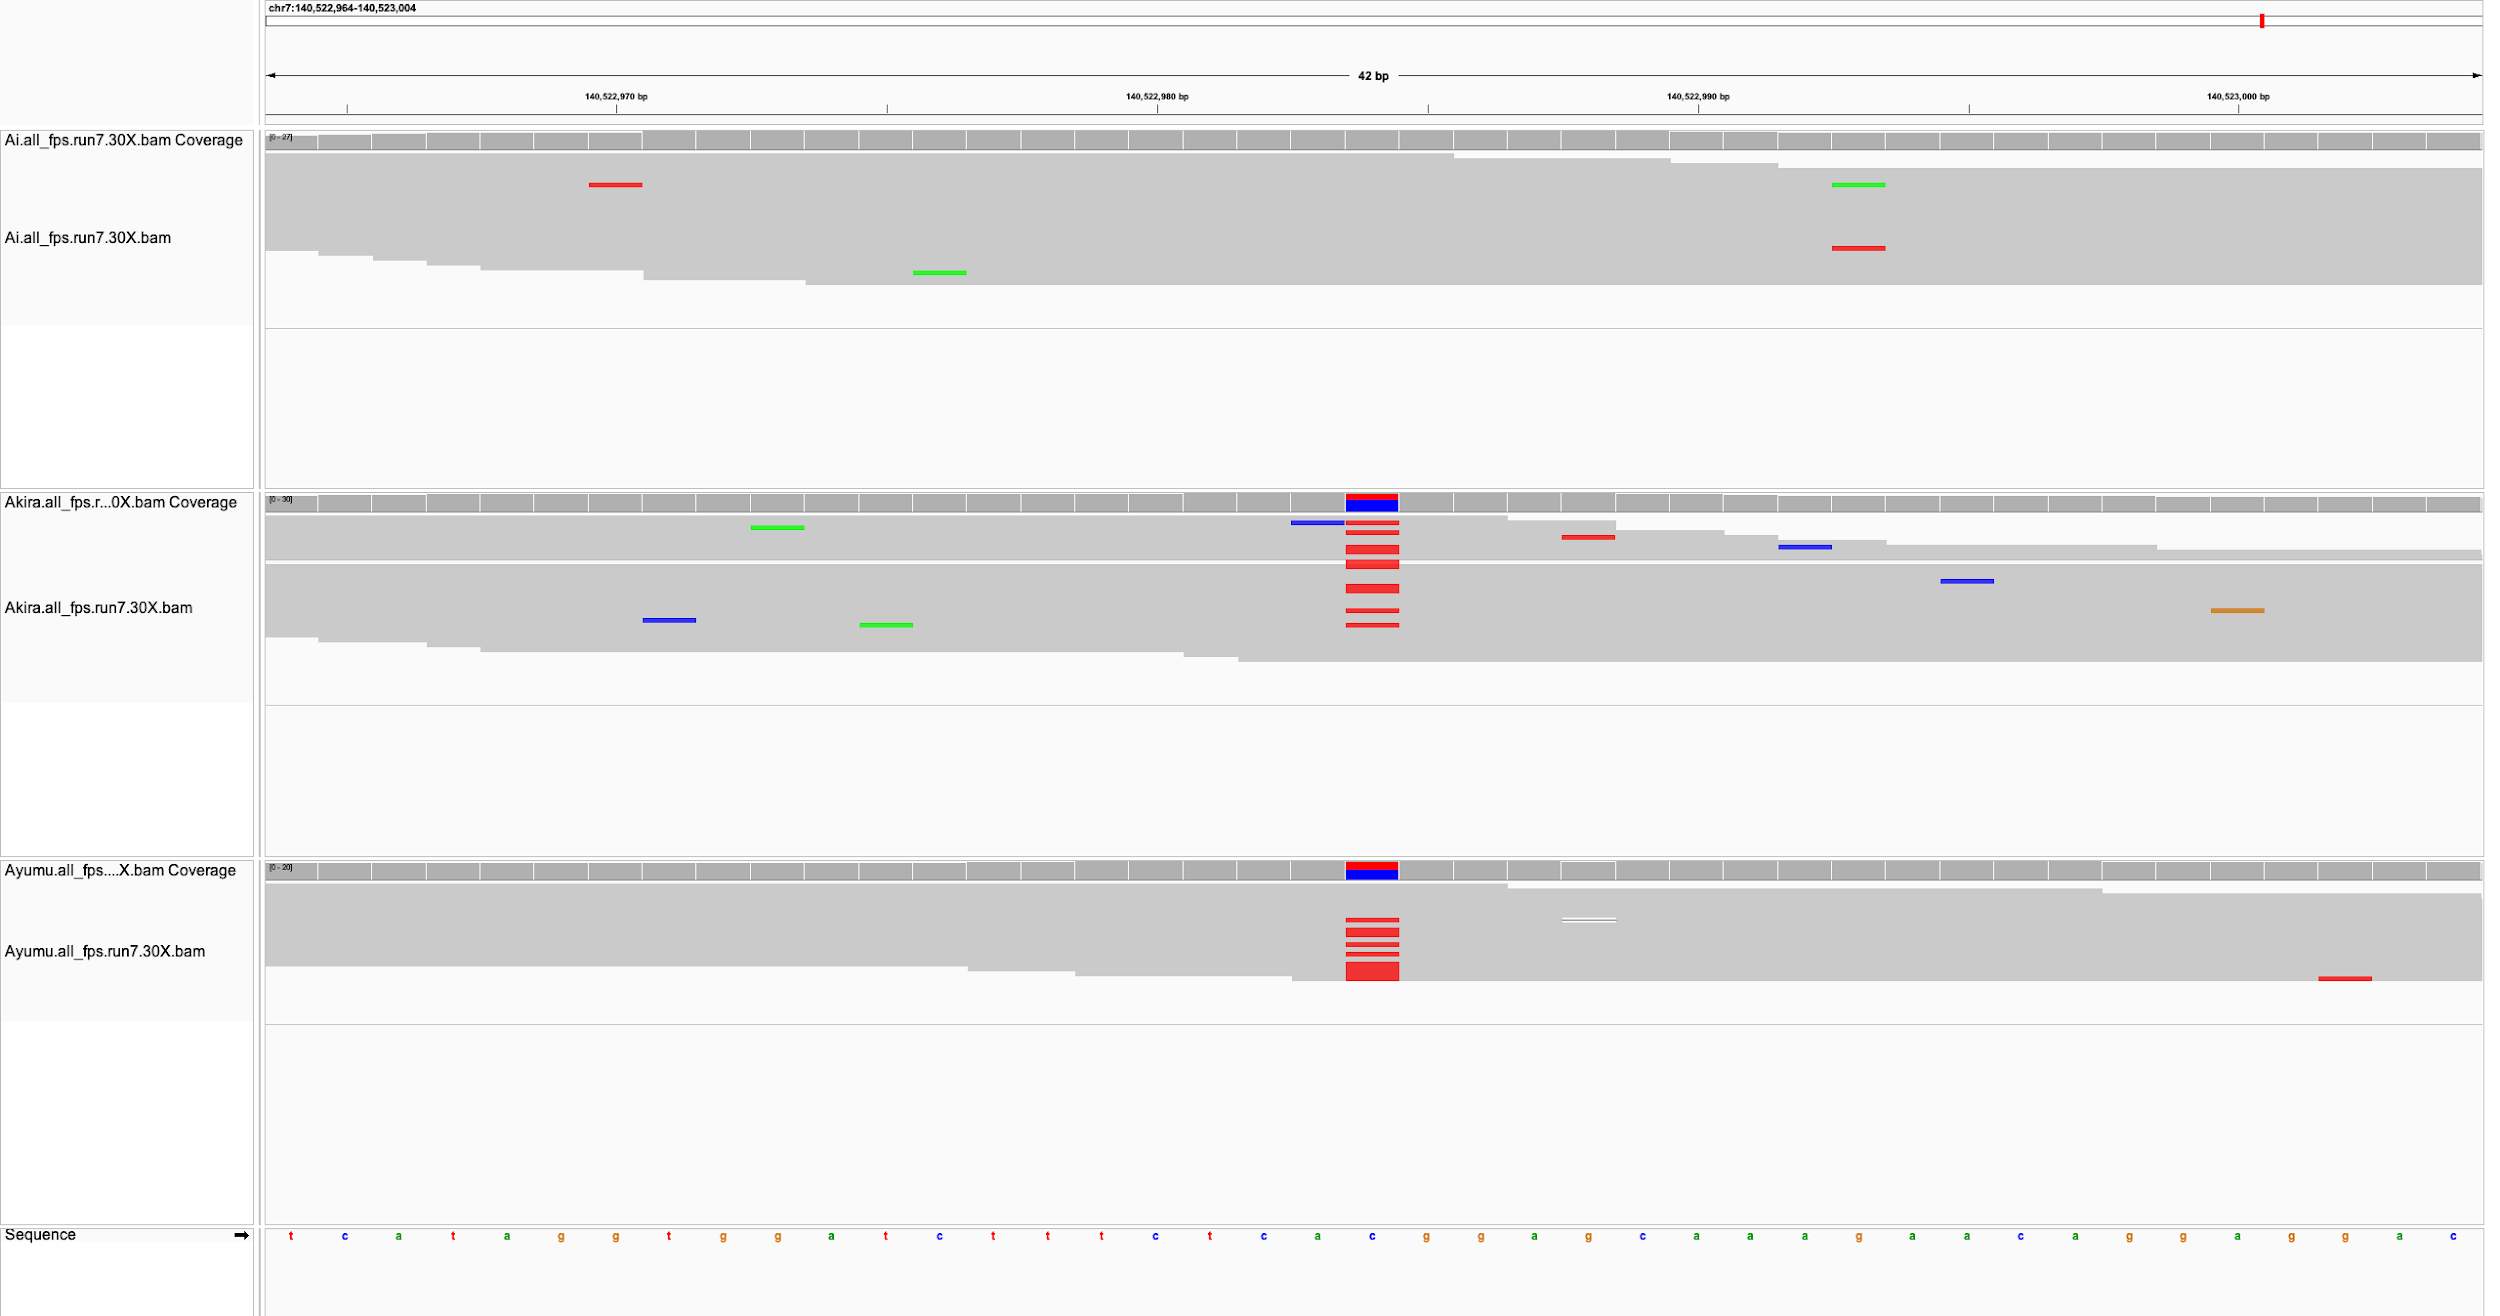 chr7:140,522,964-140,523,004
42 bp
140,522,970 bp 140,522,980 bp 140,522,990 bp 140,523,000 bp
Ai.all_fps.run7.30X.bam Coverage
[0 - 27]
Ai.all_fps.run7.30X.bam
Akira.all_fps.r...0X.bam Coverage
[0 - 30]
Akira.all_fps.run7.30X.bam
Ayumu.all_fps....X.bam Coverage
[0 - 20]
Ayumu.all_fps.run7.30X.bam
Sequence t c a t a g g t g g a t c t t t c t c a c g g a g c a a a g a a c a g g a g g a c